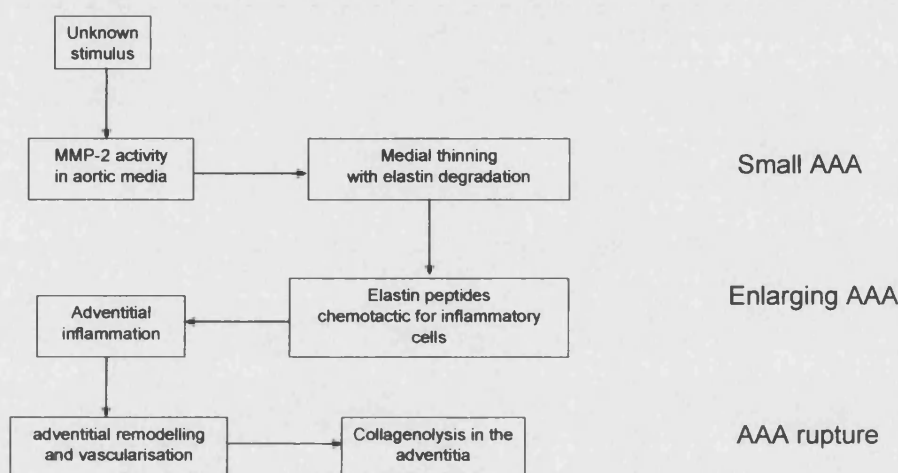 Unknown
stimulus
MMP-2 activity
in aortic media
Medial thinning
with elastin degradation
Small AAA
Elastin peptides
chemotactic for inflammatory
cells
Adventitial
inflammation
Enlarging AAA
adventitial remodelling
and vascularisation
Collagenolysis in the
adventitia
AAA rupture